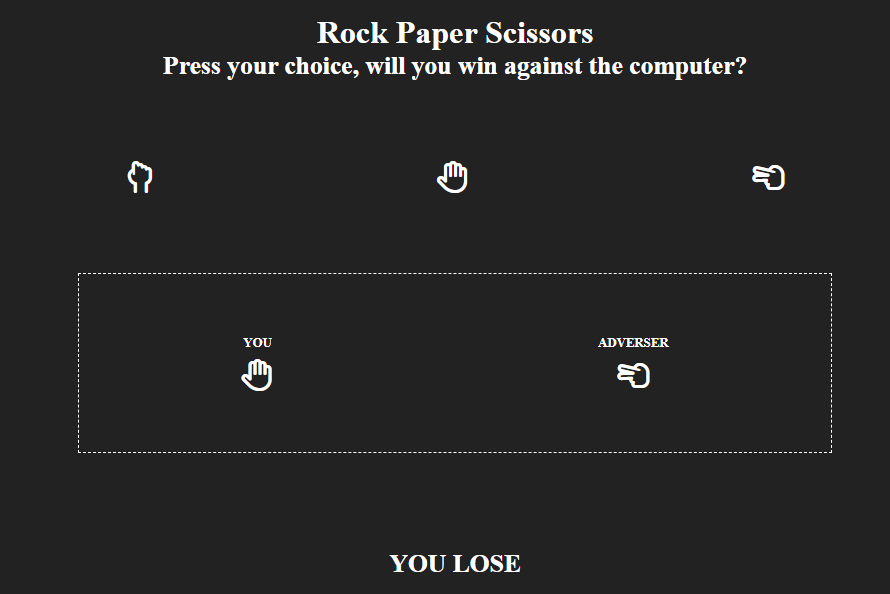 Rock Paper Scissors
Press your choice, will you win against the computer?
YOU
ADVERSER
YOU LOSE